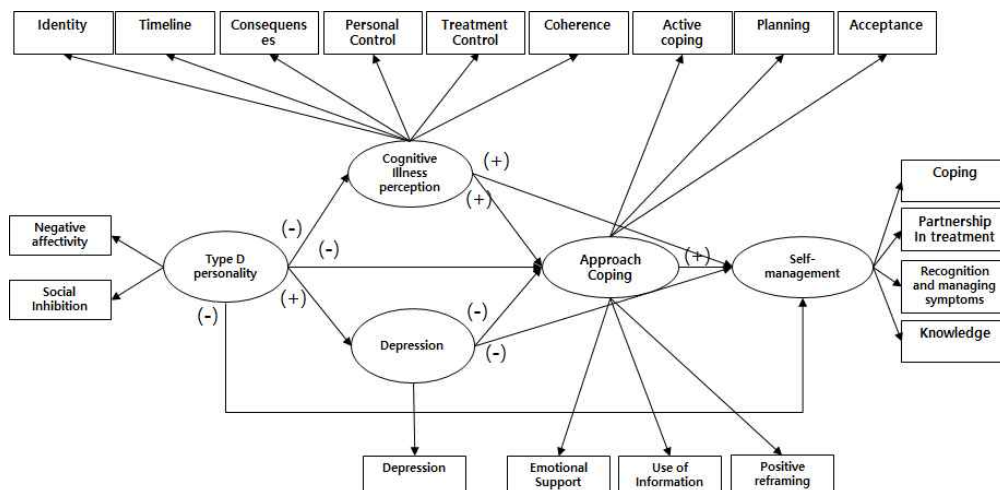 Identity
Timeline
Consequens
es
Personal
Control
Treatment
Control
Coherence
Active
coping
Planning
Acceptance
Cognitive
Illness
perception
(+)
(+)
Coping
Negative
affectivity
(-)
(-)
Type D
personality
Approach
Coping
(+)
Self-
management
Partnership
In treatment
Social
Inhibition
(-)
(+)
Recognition
and managing
symptoms
Depression
(-)
(-)
Knowledge
Depression
Emotional
Support
Use of
Information
Positive
reframing